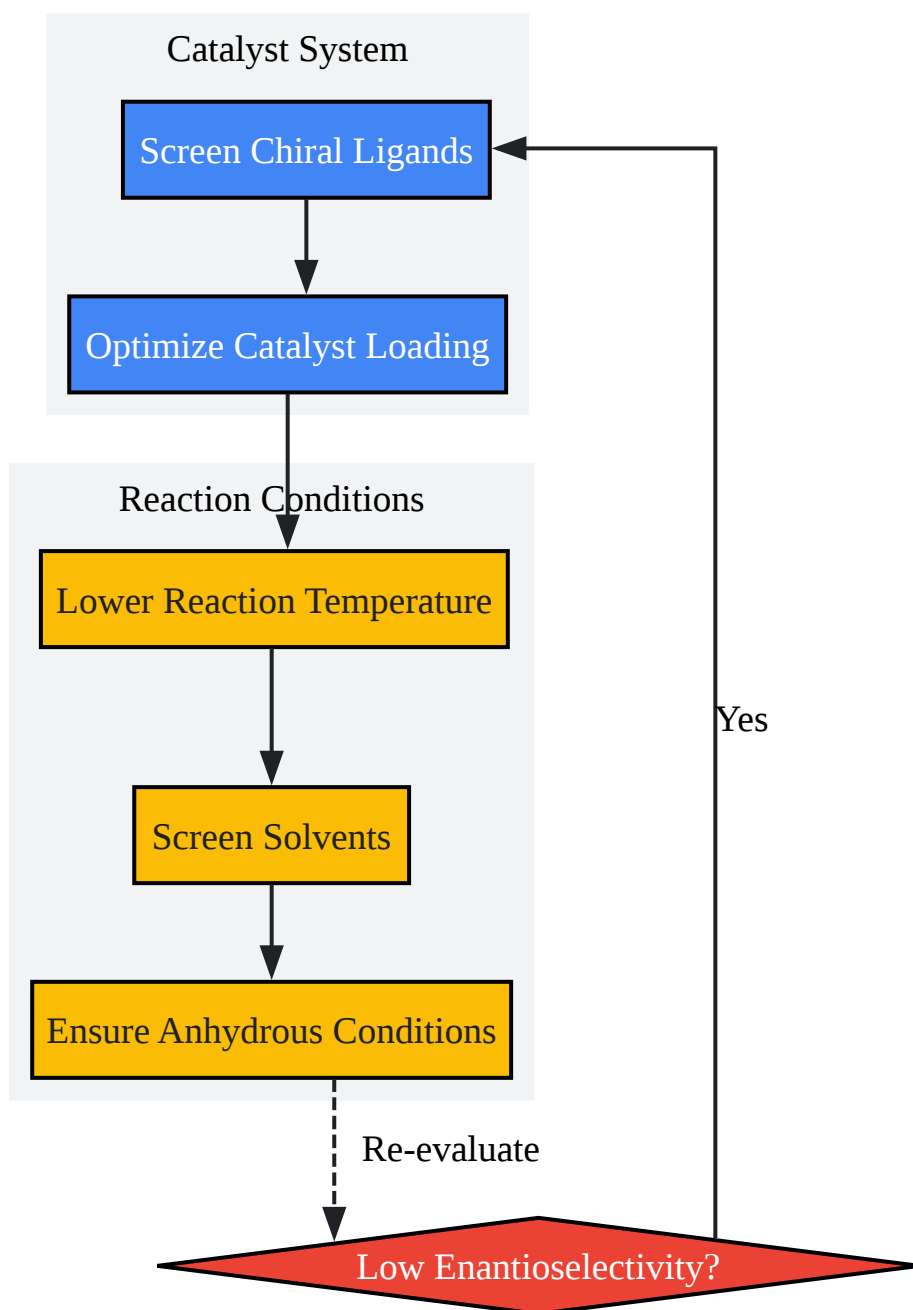 Catalyst System
Screen Chiral Ligands
Optimize Catalyst Loading
Reaction Conditions
Lower Reaction Temperature
Yes
Screen Solvents
Ensure Anhydrous Conditions
Re-evaluate
Low Enantioselectivity?